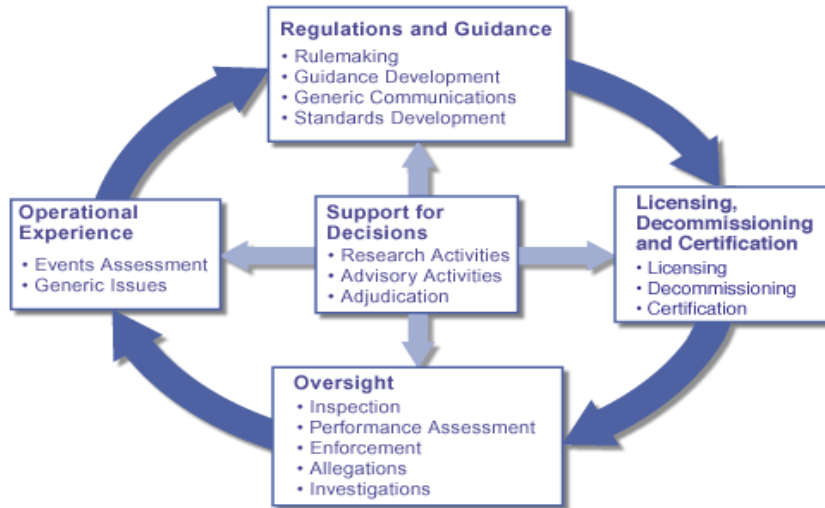 Regulations and Guidance
• Rulemaking
• Guidance Development
• Generic Communications
• Standards Development
Operational
Experience
• Events Assessment
• Generic Issues
Support for
Decisions
• Research Activities
• Advisory Activities
• Adjudication
Licensing,
Decommissioning
and Certification
• Licensing
• Decommissioning
• Certification
Oversight
• Inspection
• Performance Assessment
• Enforcement
• Allegations
• Investigations